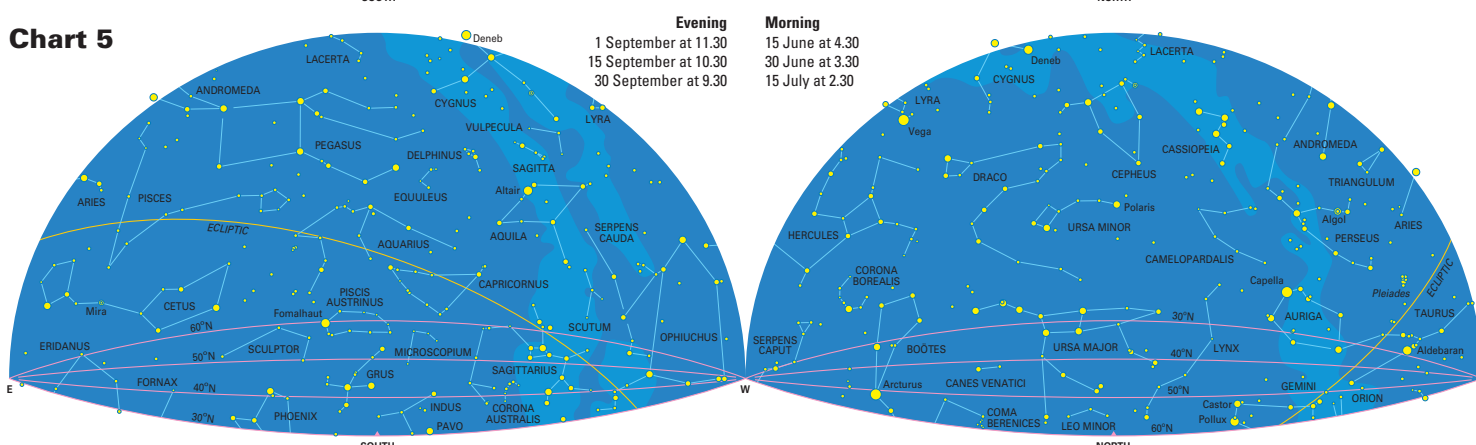 Chart 5
Evening
1 September at 11.30
15 September at 10.30
30 September at 9.30
Morning
15 June at 4.30
30 June at 3.30
15 July at 2.30
Deneb
LACERTA
ANDROMEDA
CYGNUS
LYRA
VULPECULA
PEGASUS
DELPHINUS
SAGITTA
Altair
EQUULEUS
ARIES
PISCES
ECLIPTIC
AQUARIUS
AQUILA
SERPENS
CAUDA
CAPRICORNUS
PISCIS
AUSTRINUS
CETUS
Mira
Fomalhaut
60°N
SCUTUM
OPHIUCHUS
ERIDANUS
SCULPTOR
MICROSCOPIUM
50°N
SAGITTARIUS
GRUS
FORNAX
40°N
E
W
30°N
PHOENIX
INDUS
CORONA
AUSTRALIS
PAVO
SOUTH
LACERTA
Deneb
CYGNUS
LYRA
Vega
CASSIOPEIA
ANDROMEDA
DRACO
CEPHEUS
TRIANGULUM
Polaris
Algol
ARIES
URSA MINOR
PERSEUS
HERCULES
CAMELOPARDALIS
CORONA
BOREALIS
Capella
Pleiades
ECLIPTIC
30°N
AURIGA
TAURUS
SERPENS
CAPUT
BOÖTES
URSA MAJOR
40°N
LYNX
Aldebaran
Arcturus
CANES VENATICI
50°N
GEMINI
ORION
Castor
COMA
BERENICES
LEO MINOR
60°N
Pollux
NORTH